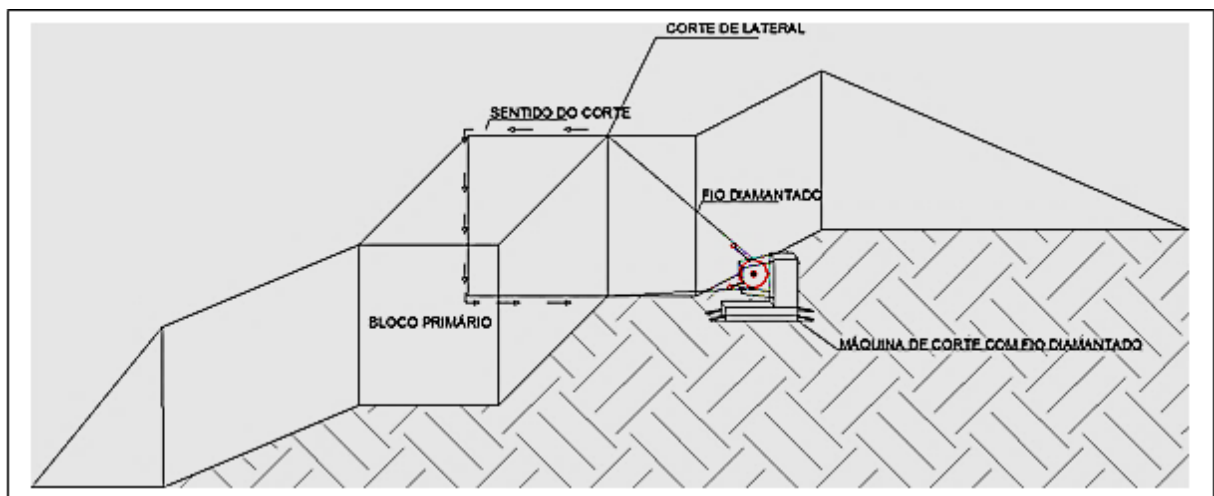 CORTE DE LATERAL
SENTIDO DO CORTE
FIO DIAMANTADO
BLOCO PRIMÁRIO
MÁQUINA DE CORTE COM FIO DIAMANTADO